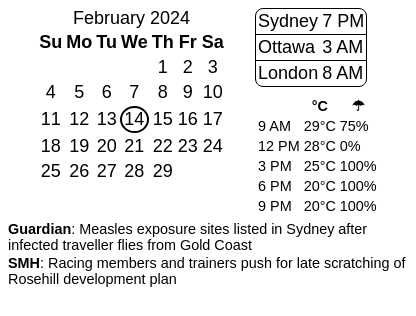 February 2024
Su Mo Tu We Th Fr Sa
1 2 3
4 5 6 7 8 9 10
11 12 13 14 15 16 17
18 19 20 21 22 23 24
25 26 27 28 29
Sydney 7 PM
Ottawa 3 AM
London 8 AM
°C ☂
9 AM 29°C 75%
12 PM 28°C 0%
3 PM 25°C 100%
6 PM 20°C 100%
9 PM 20°C 100%
Guardian: Measles exposure sites listed in Sydney after
infected traveller flies from Gold Coast
SMH: Racing members and trainers push for late scratching of
Rosehill development plan